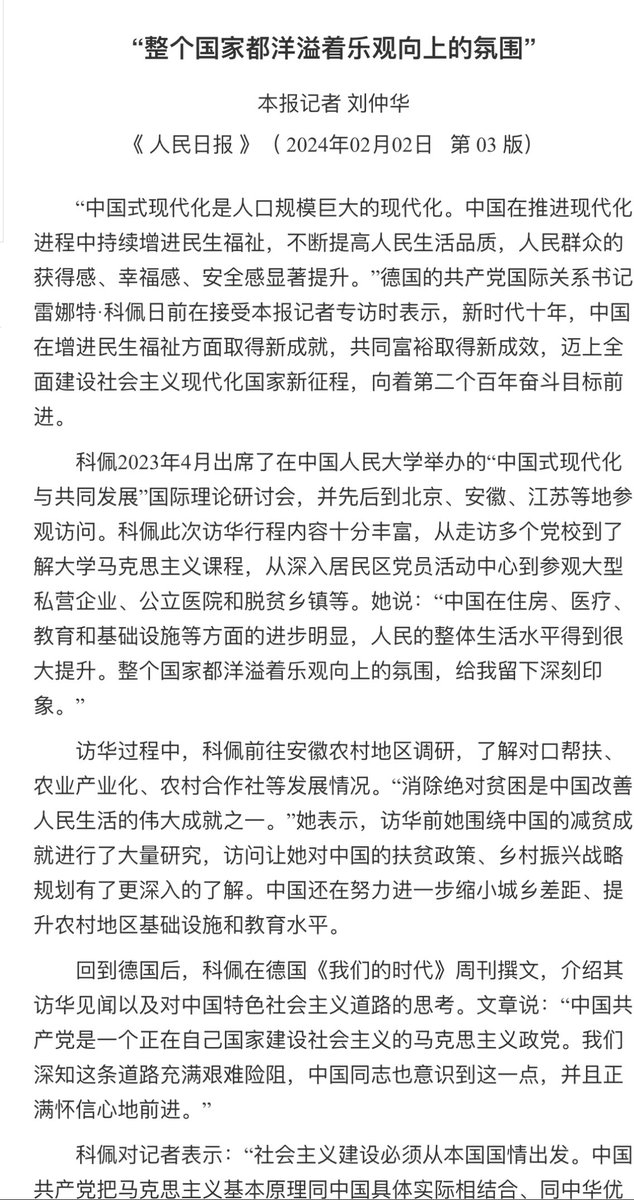 “整个国家都洋溢着乐观向上的氛围”
本报记者 刘仲华
《 人民日报 》（ 2024年02月02日 第 03 版）
“中国式现代化是人口规模巨大的现代化。中国在推进现代化
进程中持续增进民生福祉，不断提高人民生活品质，人民群众的
获得感、幸福感、安全感显著提升。”德国的共产党国际关系书记
雷娜特·科佩日前在接受本报记者专访时表示，新时代十年，中国
在增进民生福祉方面取得新成就，共同富裕取得新成效，迈上全
面建设社会主义现代化国家新征程，向着第二个百年奋斗目标前
进。
科佩2023年4月出席了在中国人民大学举办的“中国式现代化
与共同发展”国际理论研讨会，并先后到北京、安徽、江苏等地参
观访问。科佩此次访华行程内容十分丰富，从走访多个党校到了
解大学马克思主义课程，从深入居民区党员活动中心到参观大型
私营企业、公立医院和脱贫乡镇等。她说：“中国在住房、医疗、
教育和基础设施等方面的进步明显，人民的整体生活水平得到很
大提升。整个国家都洋溢着乐观向上的氛围，给我留下深刻印
象。”
访华过程中，科佩前往安徽农村地区调研，了解对口帮扶、
农业产业化、农村合作社等发展情况。“消除绝对贫困是中国改善
人民生活的伟大成就之一。”她表示，访华前她围绕中国的减贫成
就进行了大量研究，访问让她对中国的扶贫政策、乡村振兴战略
规划有了更深入的了解。中国还在努力进一步缩小城乡差距、提
升农村地区基础设施和教育水平。
回到德国后，科佩在德国《我们的时代》周刊撰文，介绍其
访华见闻以及对中国特色社会主义道路的思考。文章说：“中国共
产党是一个正在自己国家建设社会主义的马克思主义政党。我们
深知这条道路充满艰难险阻，中国同志也意识到这一点，并且正
满怀信心地前进。”
科佩对记者表示：“社会主义建设必须从本国国情出发。中国
共产党把马克思主义基本原理同中国具体实际相结合、同中华优